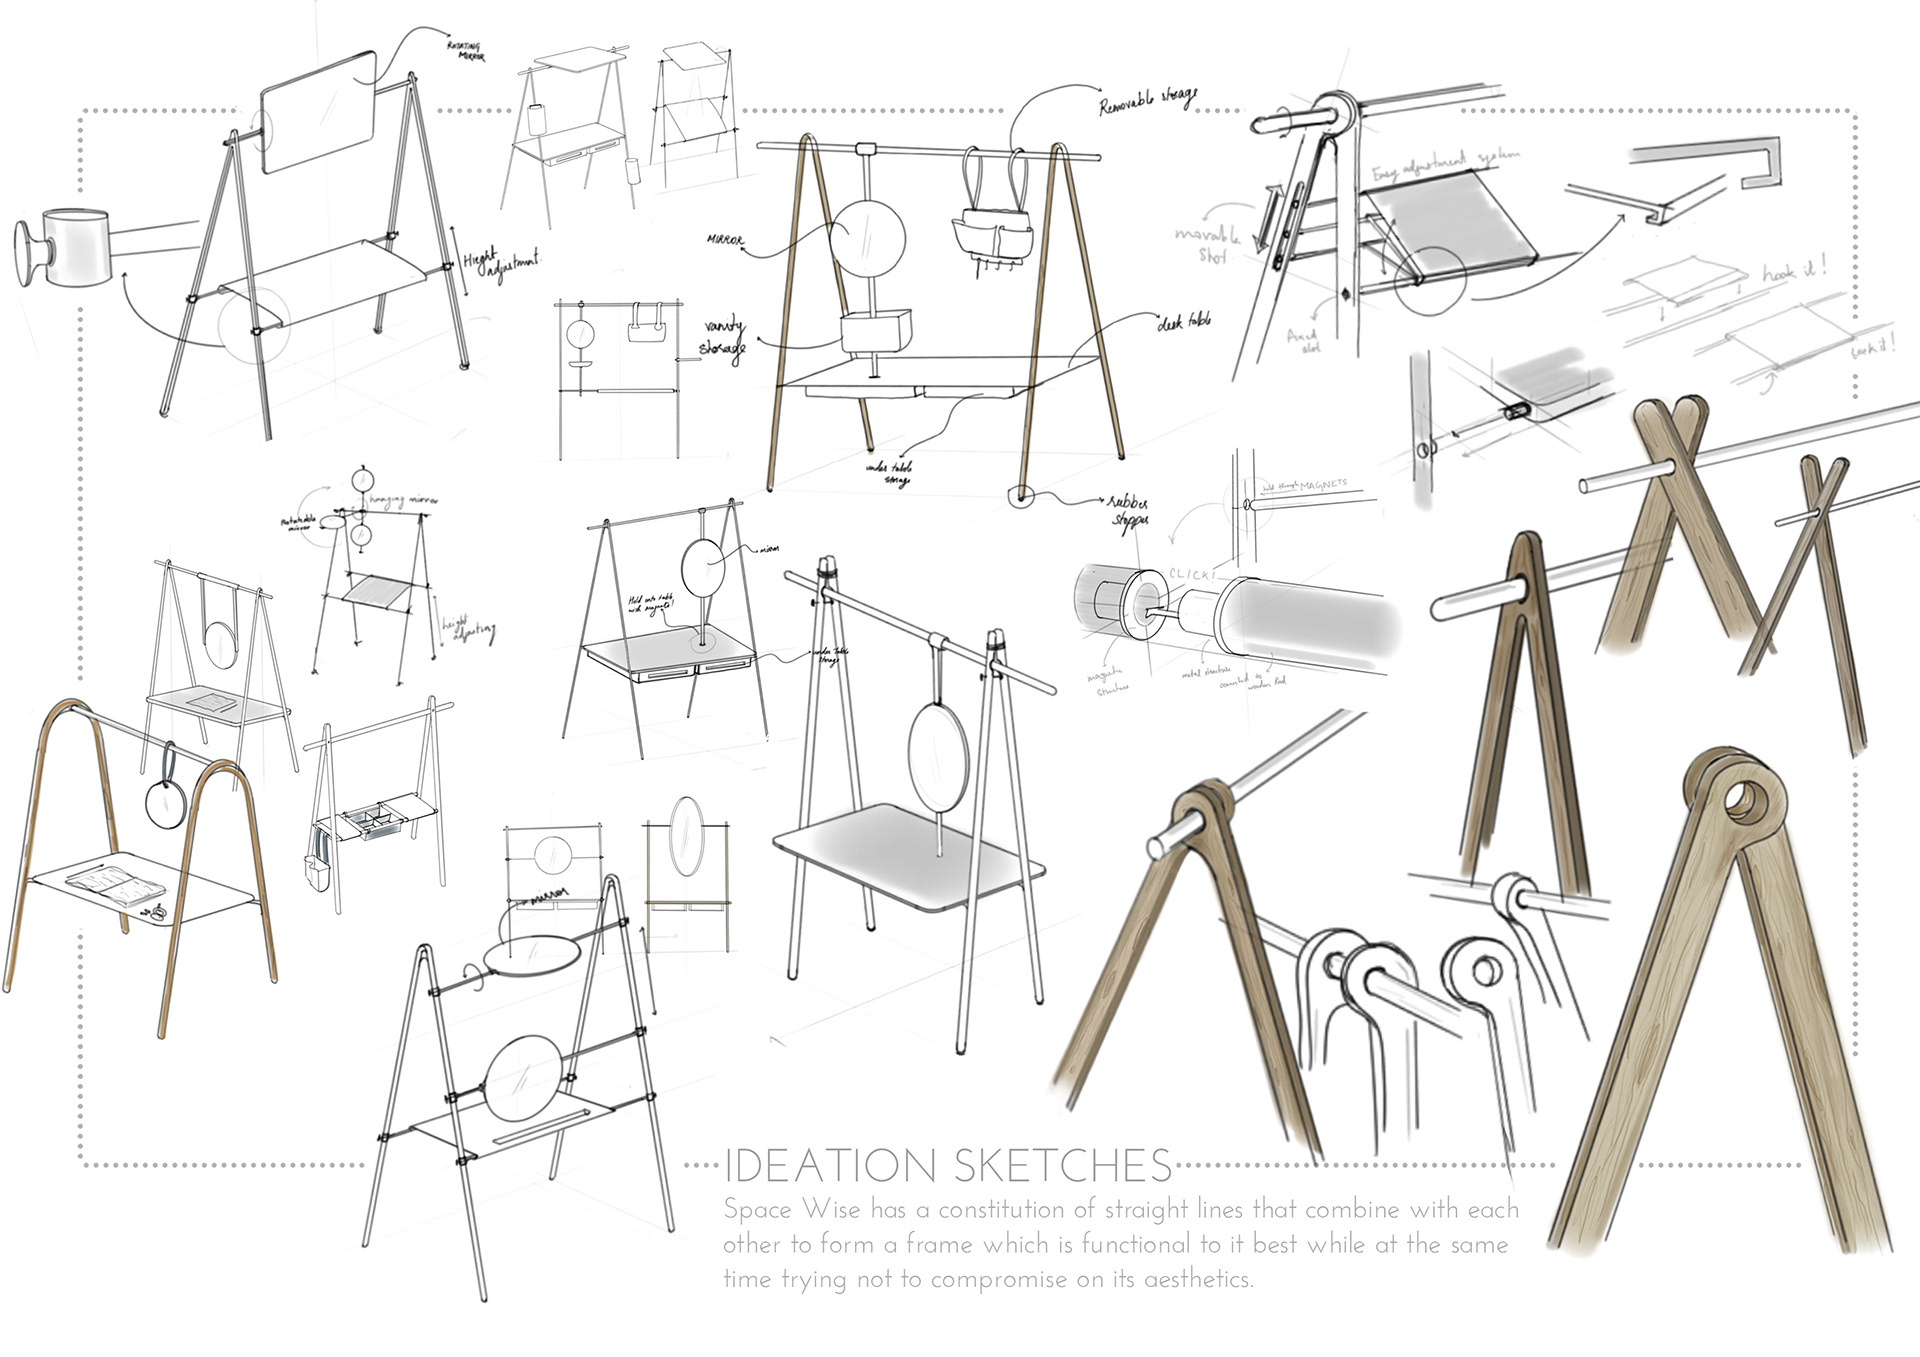 ROTATING
MIRROR
Removable storage
Easy adjustment system
movable
Slot
Hieght
adjustment.
MIRROR
hook it!
vanity
storage
desk table
fixed
slot
lock it!
under table
storage
rubber
stopper
hanging mirror
Rotateable
mirror
MAGNETS
CLICK!
mirror
Hold onto table
with magnets!
height
adjusting
under table
storage
magnetic
structure
metal structure
connected to
wooden Rod
mirror
IDEATION SKETCHES
Space Wise has a constitution of straight lines that combine with each
other to form a frame which is functional to it best while at the same
time trying not to compromise on its aesthetics.